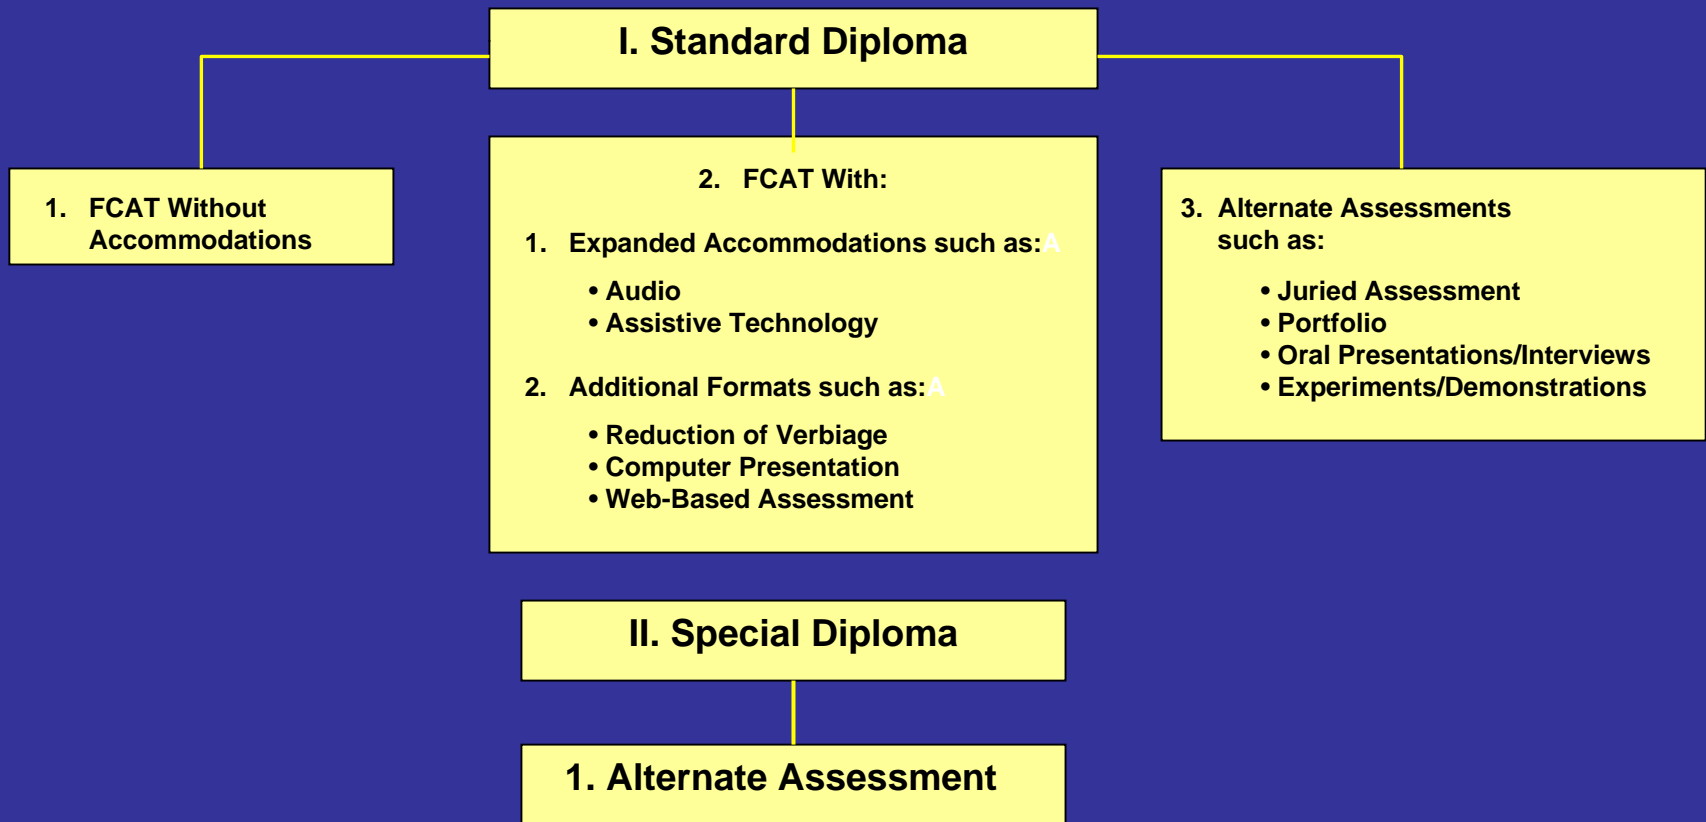 I. Standard Diploma
1. FCAT Without
Accommodations
2. FCAT With:
1. Expanded Accommodations such as:A
• Audio
• Assistive Technology
2. Additional Formats such as:A
• Reduction of Verbiage
• Computer Presentation
• Web-Based Assessment
3. Alternate Assessments
such as:
• Juried Assessment
• Portfolio
• Oral Presentations/Interviews
• Experiments/Demonstrations
II. Special Diploma
1. Alternate Assessment